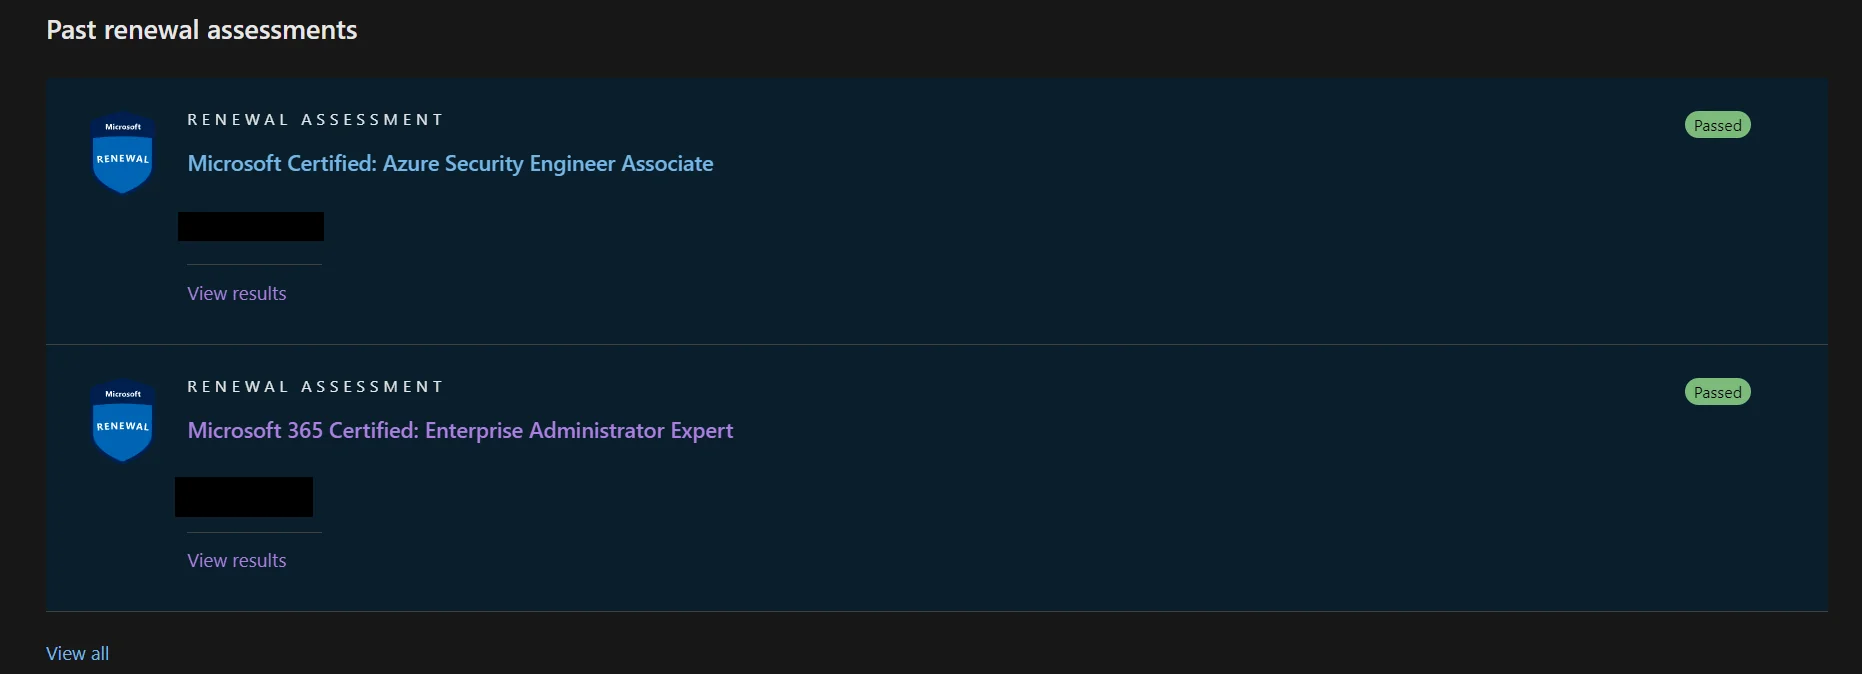 Past renewal assessments
Microsoft
RENEWAL
RENEWAL ASSESSMENT
Passed
Microsoft Certified: Azure Security Engineer Associate
View results
Microsoft
RENEWAL
RENEWAL ASSESSMENT
Passed
Microsoft 365 Certified: Enterprise Administrator Expert
View results
View all